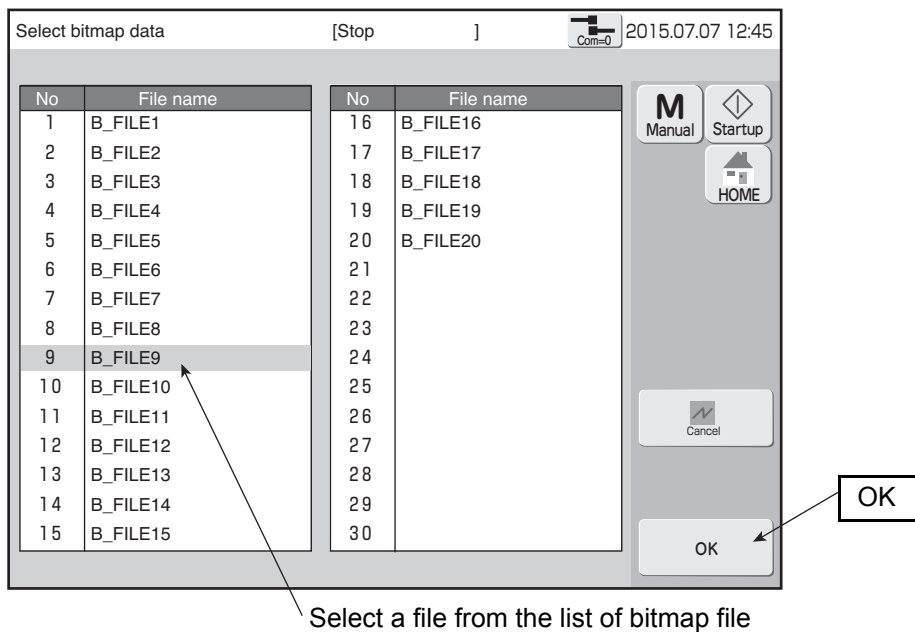 Select bitmap data [Stop ] Com=0 2015.07.07 12:45
No File name No File name
1 B_FILE1 16 B_FILE16
2 B_FILE2 17 B_FILE17
3 B_FILE3 18 B_FILE18
4 B_FILE4 19 B_FILE19
5 B_FILE5 20 B_FILE20
6 B_FILE6 21
7 B_FILE7 22
8 B_FILE8 23
9 B_FILE9 24
10 B_FILE10 25
11 B_FILE11 26
12 B_FILE12 27
13 B_FILE13 28
14 B_FILE14 29
15 B_FILE15 30
M
Manual Startup
HOME
Cancel
OK
OK
Select a file from the list of bitmap file